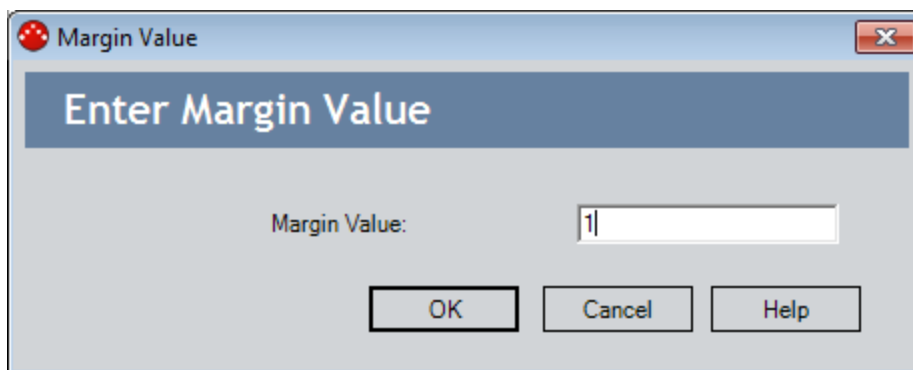 Margin Value
Enter Margin Value
Margin Value: 1
OK Cancel Help